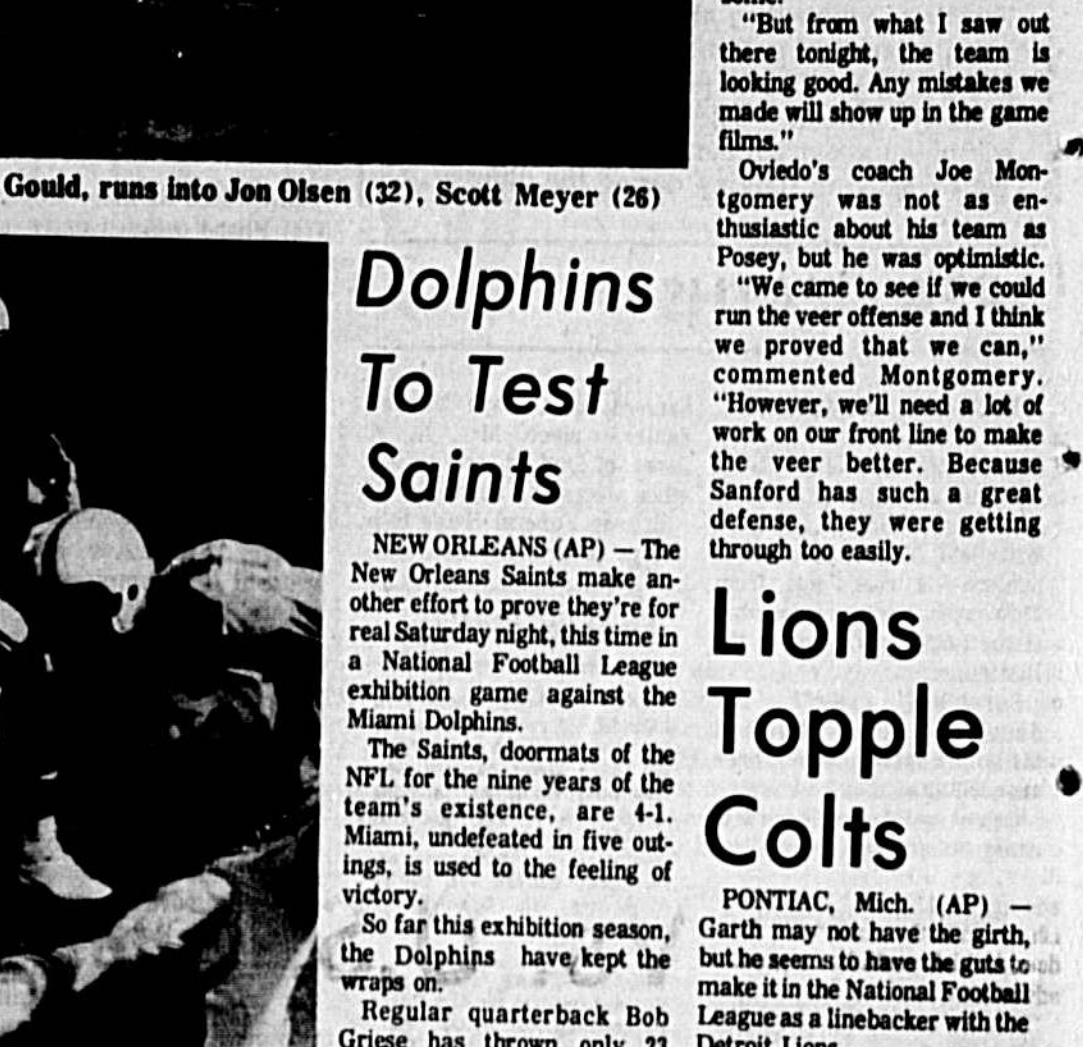 Gould, runs into Jon Olsen (32), Scott Meyer (26)
Dolphins
To Test
Saints
NEW ORLEANS (AP) — The
New Orleans Saints make an-
other effort to prove they're for
real Saturday night, this time in
a National Football League
exhibition game against the
Miami Dolphins.
The Saints, doormats of the
NFL for the nine years of the
team's existence, are 4-1.
Miami, undefeated in five out-
ings, is used to the feeling of
victory.
So far this exhibition season,
the Dolphins have kept the
wraps on.
Regular quarterback Bob
Griese has thrown only
"But from what I saw out
there tonight, the team is
looking good. Any mistakes we
made will show up in the game
films."
Oviedo's coach Joe Mon-
tgomery was not as en-
thusiastic about his team as
Posey, but he was optimistic.
"We came to see if we could
run the veer offense and I think
we proved that we can,"
commented Montgomery.
"However, we'll need a lot of
work on our front line to make
the veer better. Because
Sanford has such a great
defense, they were getting
through too easily.
Lions
Topple
Colts
PONTIAC, Mich. (AP) —
Garth may not have the girth,
but he seems to have the guts to
make it in the National Football
League as a linebacker with the
Detroit Lions